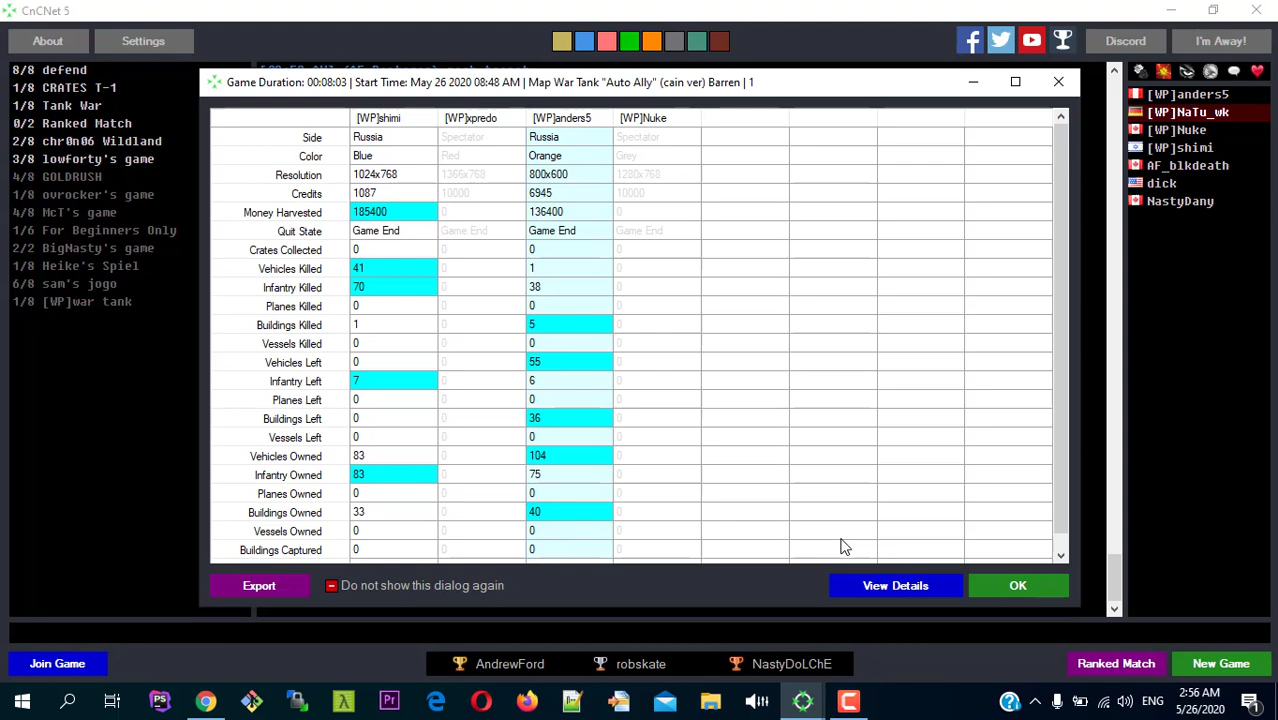 CnCNet 5
About
Settings
Discord
I'm Away!
8/8 defend
1/8 CRATES T-1
1/8 Tank War
0/2 Ranked Match
2/8 chr0n06 Wildland
3/8 lowforty's game
4/8 GOLDRUSH
1/8 ovrocker's game
4/8 McT's game
1/6 For Beginners Only
2/2 BigNasty's game
1/8 Heike's Spiel
6/8 sam's jogo
1/8 [WP]war tank
Game Duration: 00:08:03 | Start Time: May 26 2020 08:48 AM | Map War Tank "Auto Ally" (cain ver) Barren | 1
[WP]shimi [WP]xpredo [WP]anders5 [WP]Nuke
Side Russia Spectator Russia Spectator
Color Blue Red Orange Grey
Resolution 1024x768 1366x768 800x600 1280x768
Credits 1087 10000 6945 10000
Money Harvested 185400 0 136400 0
Quit State Game End Game End Game End Game End
Crates Collected 0 0 0 0
Vehicles Killed 41 0 1 0
Infantry Killed 70 0 38 0
Planes Killed 0 0 0 0
Buildings Killed 1 0 5 0
Vessels Killed 0 0 0 0
Vehicles Left 0 0 55 0
Infantry Left 7 0 6 0
Planes Left 0 0 0 0
Buildings Left 0 0 36 0
Vessels Left 0 0 0 0
Vehicles Owned 83 0 104 0
Infantry Owned 83 0 75 0
Planes Owned 0 0 0 0
Buildings Owned 33 0 40 0
Vessels Owned 0 0 0 0
Buildings Captured 0 0 0 0
Export
Do not show this dialog again
View Details
OK
[WP]anders5
[WP]NaTu_wk
[WP]Nuke
[WP]shimi
AF_blkdeath
dick
NastyDany
Join Game
AndrewFord
robskate
NastyDoLChE
Ranked Match
New Game
PS
λ
Pr
ENG
2:56 AM
5/26/2020
1